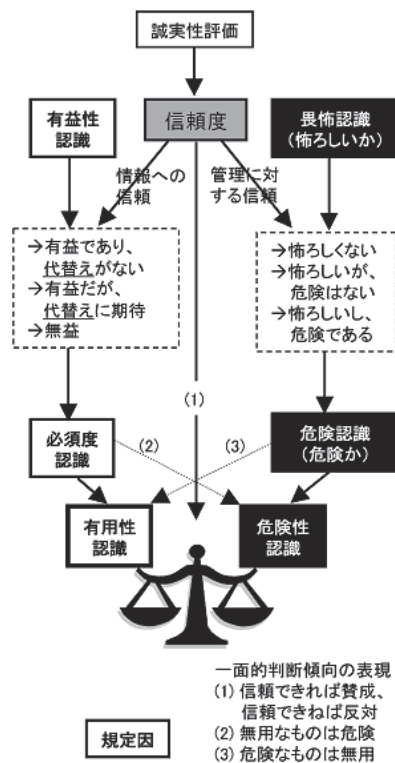 誠実性評価
有益性
認識
信頼度
畏怖認識
(怖ろしいか)
情報への
信頼
管理に対
する信頼
→有益であり、
代替えがない
→有益だが、
代替えに期待
→無益
→怖ろしくない
→怖ろしいが、
危険はない
→怖ろしいし、
危険である
(1)
必須度
認識
(2)
(3)
危険認識
(危険か)
有用性
認識
危険性
認識
一面的判断傾向の表現
(1) 信頼できれば賛成、
信頼できねば反対
(2) 無用なものは危険
(3) 危険なものは無用
規定因